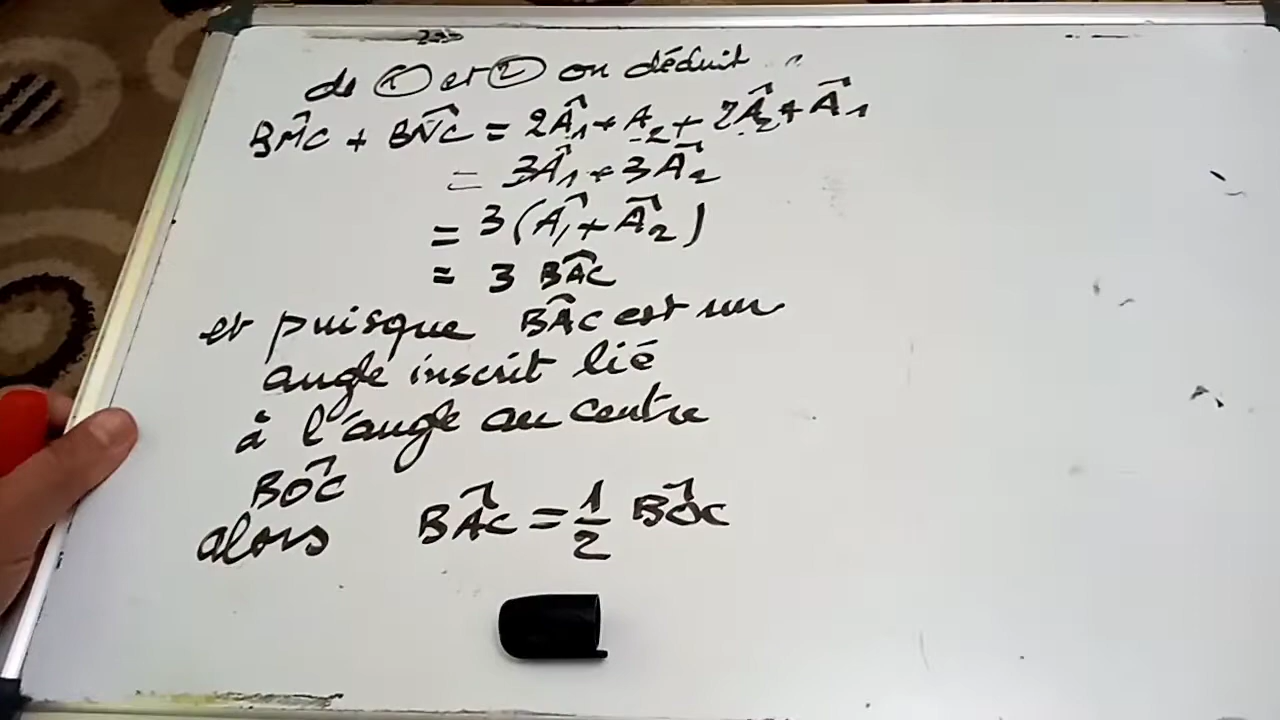 de ① et ② on déduit :
BM̂C + BN̂C = 2Â₁ + A₂ + 2Â₂ + Â₁
= 3Â₁ + 3Â₂
= 3(Â₁ + Â₂)
= 3 BÂC
et puisque BÂC est un
angle inscrit lié
à l'angle au centre
BÔC
alors BÂC = 1/2 BÔC